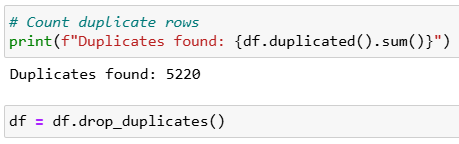 # Count duplicate rows
print(f"Duplicates found: {df.duplicated().sum()}")
Duplicates found: 5220
df = df.drop_duplicates()